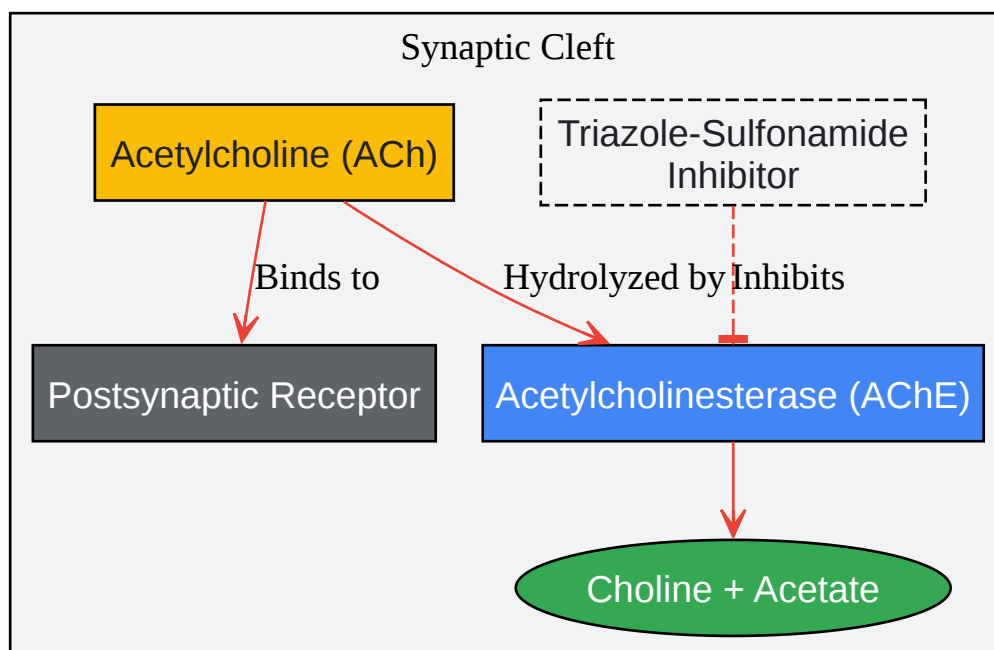 Synaptic Cleft
Acetylcholine (ACh)
Triazole-Sulfonamide
Inhibitor
Binds to
Hydrolyzed by
Inhibits
Postsynaptic Receptor
Acetylcholinesterase (AChE)
Choline + Acetate